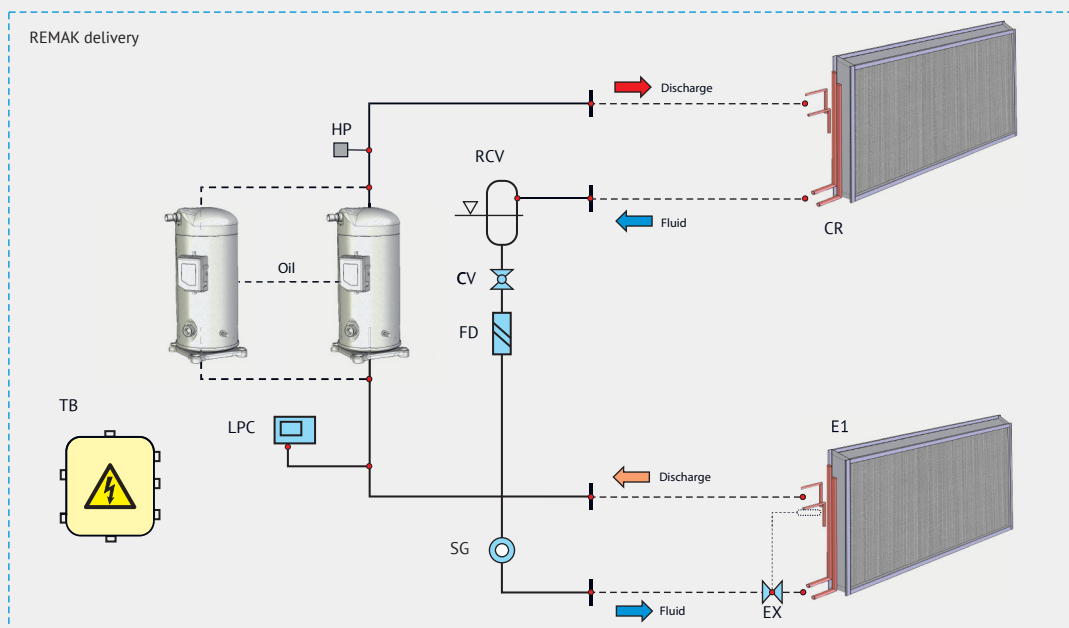 REMAK delivery
Discharge
HP
RCV
Fluid
CR
Oil
CV
FD
TB
LPC
E1
Discharge
SG
EX
Fluid